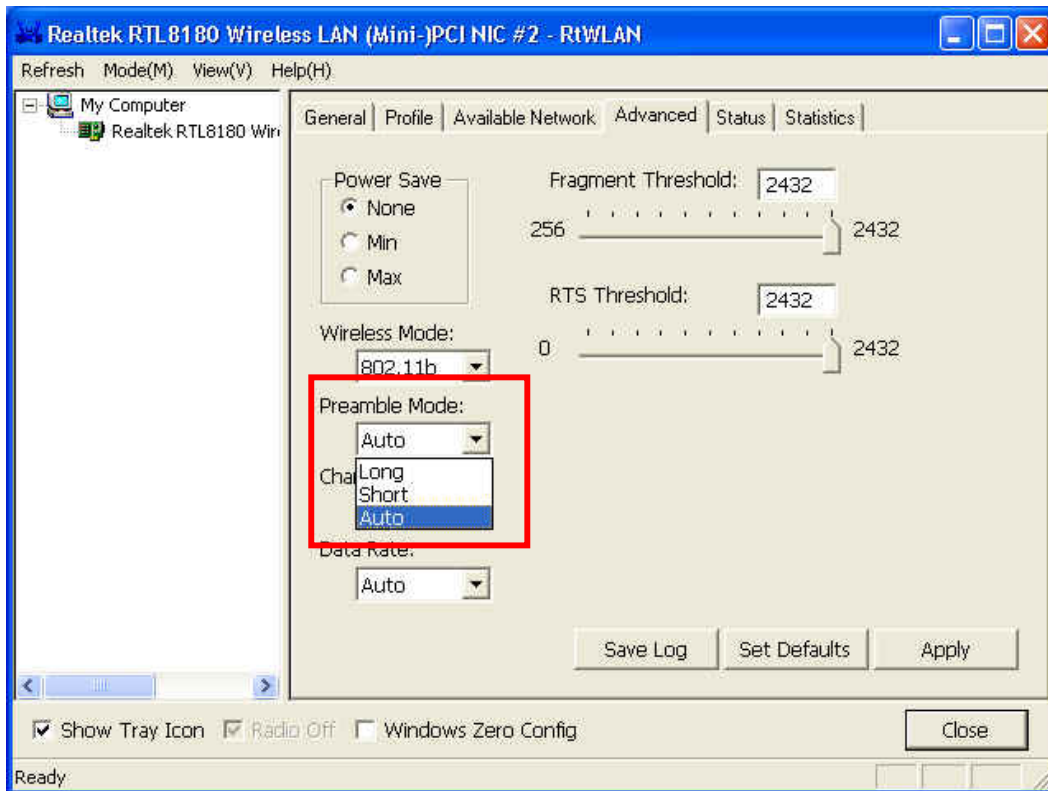 Realtek RTL8180 Wireless LAN (Mini-)PCI NIC #2 - RtWLAN
Refresh Mode(M) View(V) Help(H)
My Computer
Realtek RTL8180 Wir
General Profile Available Network Advanced Status Statistics
Power Save
None
Min
Max
Fragment Threshold: 2432
256 2432
RTS Threshold: 2432
0 2432
Wireless Mode:
802.11b
Preamble Mode:
Auto
Long
Short
Auto
Cha
Data Rate:
Auto
Save Log Set Defaults Apply
Show Tray Icon Radio Off Windows Zero Config Close
Ready